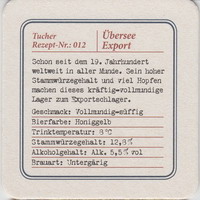 Tucher
Rezept-Nr.: 012
Übersee
Export
Schon seit dem 19. Jahrhundert
weltweit in aller Munde. Sein hoher
Stammwürzegehalt und viel Hopfen
machen dieses kräftig-vollmundige
Lager zum Exportschlager.
Geschmack: Vollmundig-süffig
Bierfarbe: Honiggelb
Trinktemperatur: 8°C
Stammwürzegehalt: 12,8%
Alkoholgehalt: Alk. 5,5% vol
Brauart: Untergärig